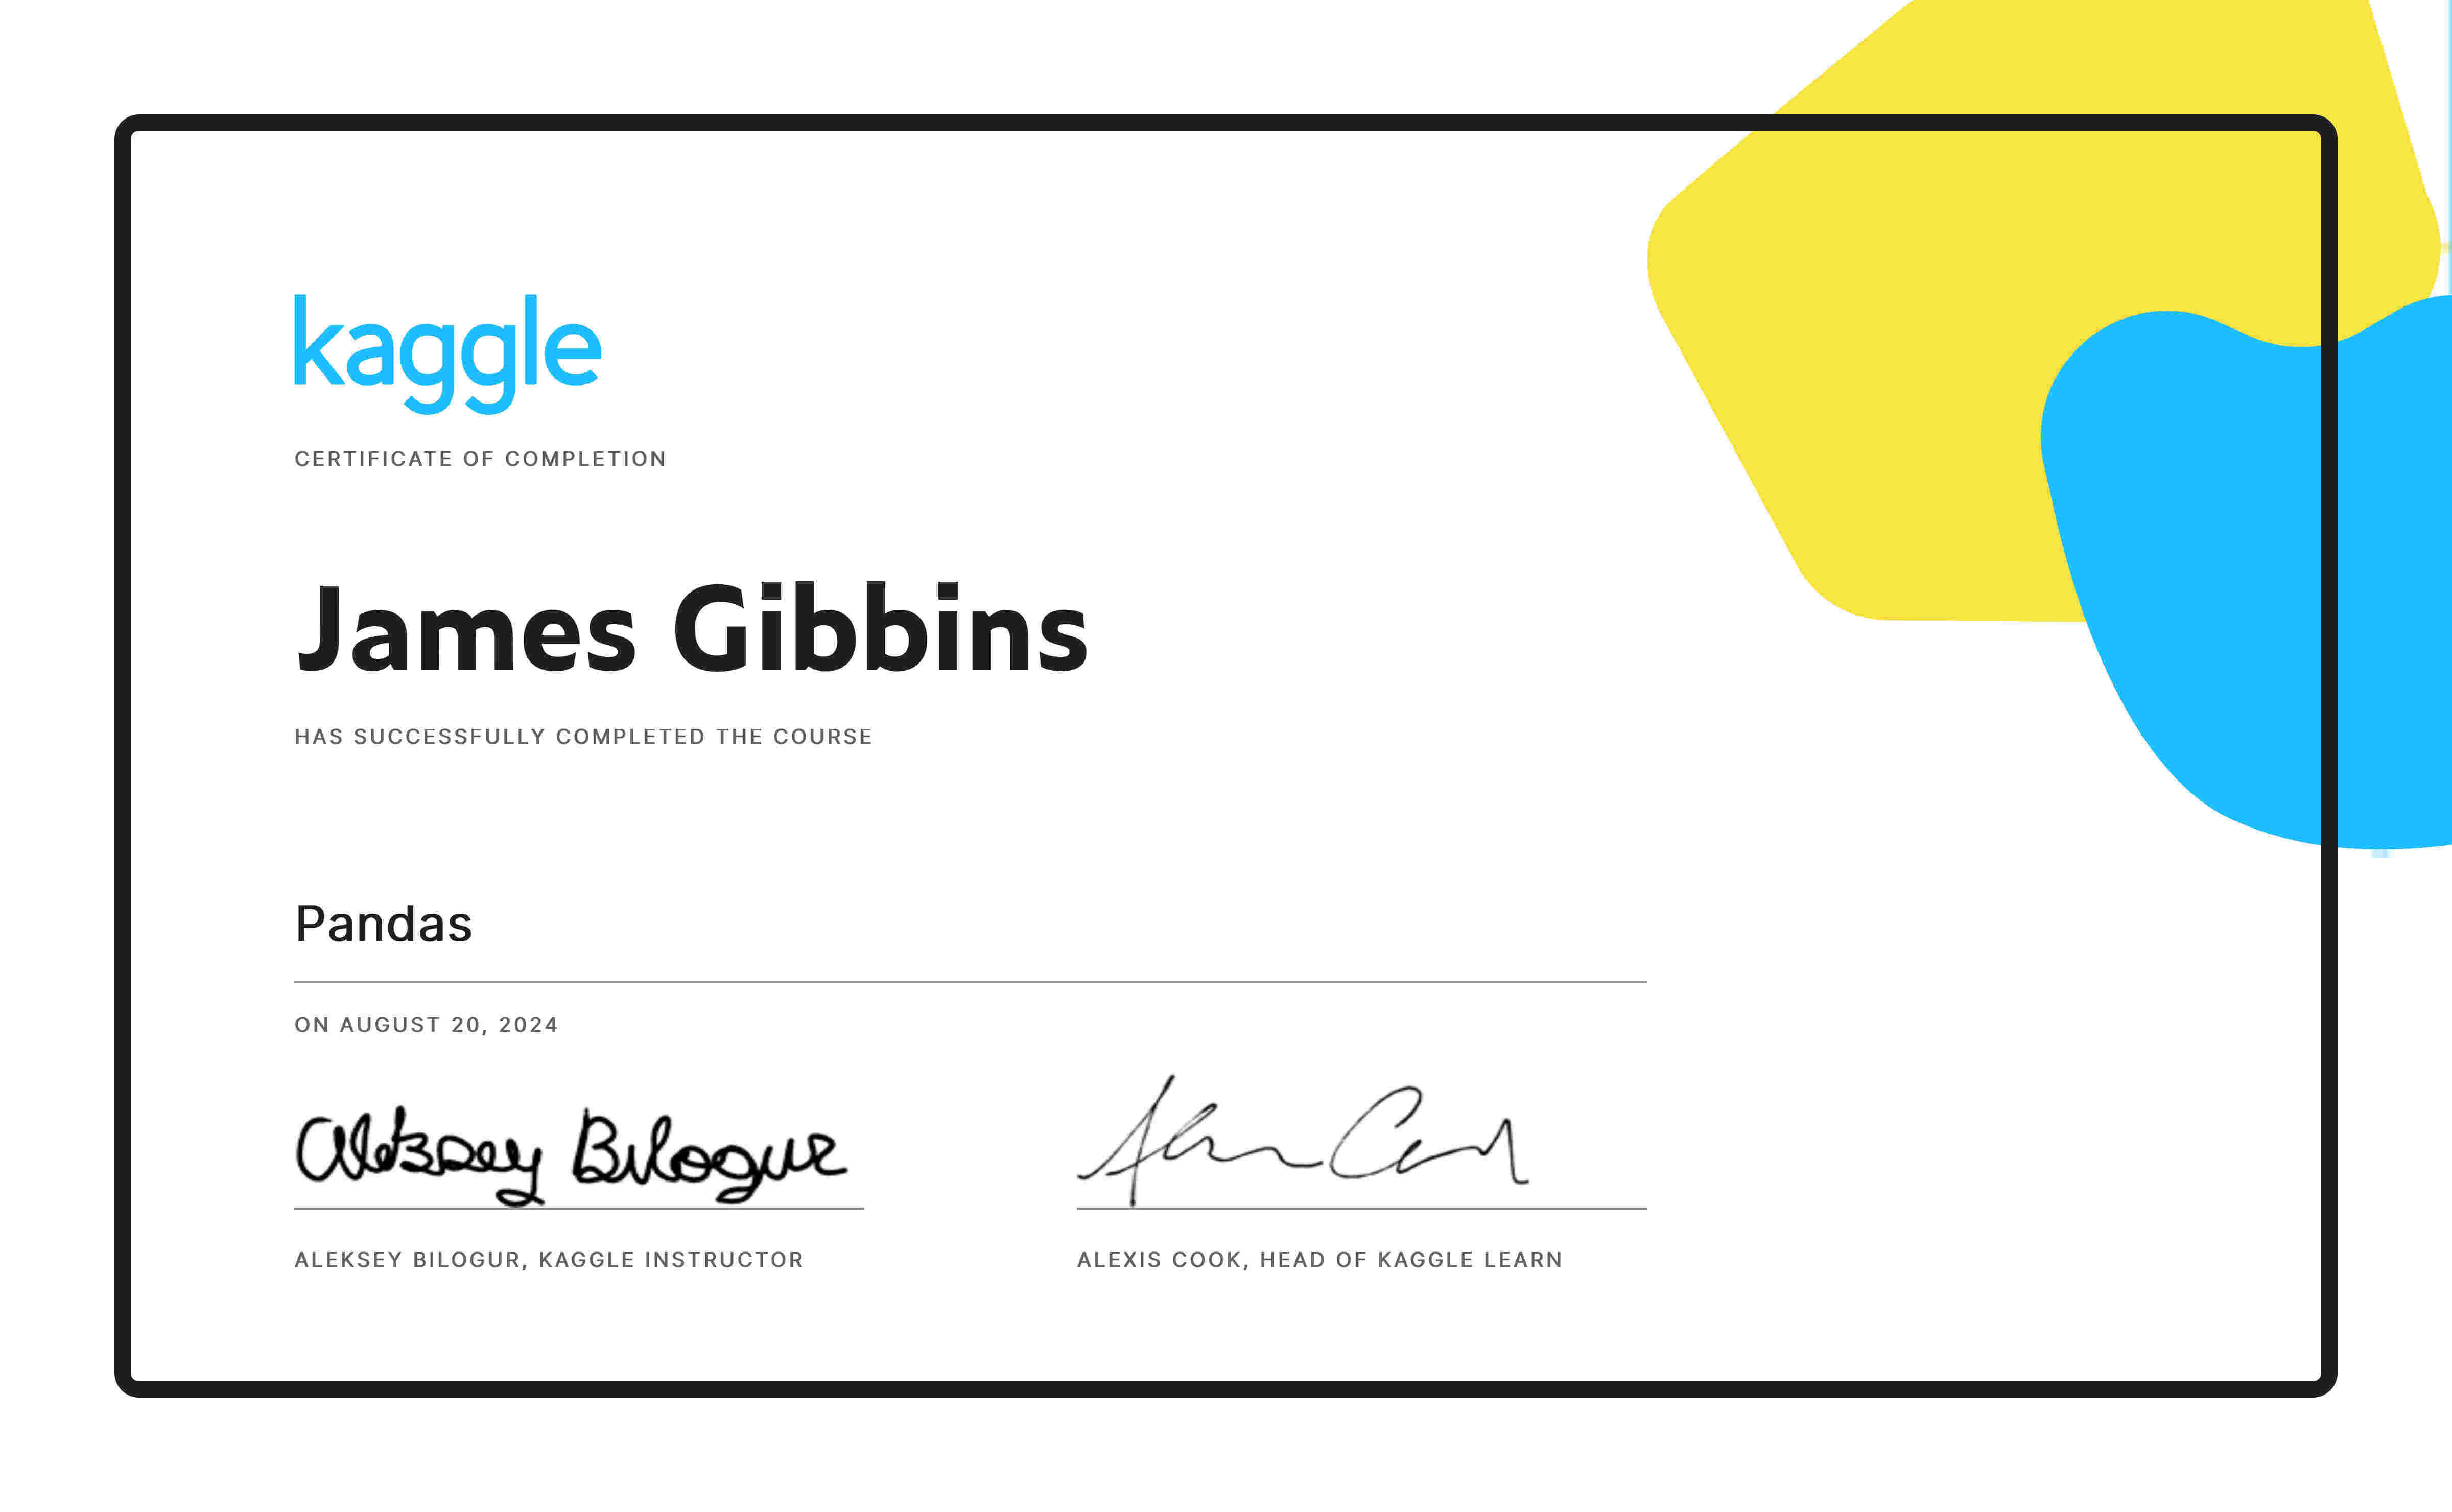 kaggle
CERTIFICATE OF COMPLETION
James Gibbins
HAS SUCCESSFULLY COMPLETED THE COURSE
Pandas
ON AUGUST 20, 2024
Aleksey Bilogur
ALEKSEY BILOGUR, KAGGLE INSTRUCTOR
ALEXIS COOK, HEAD OF KAGGLE LEARN